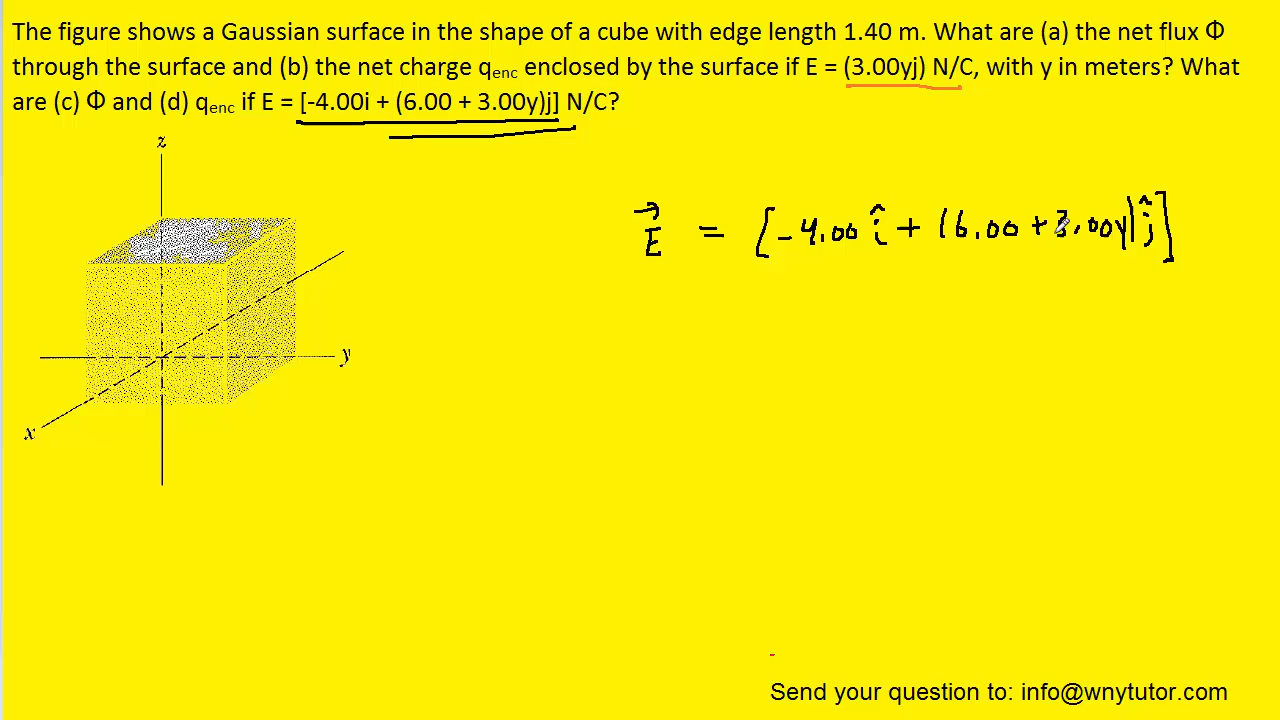 The figure shows a Gaussian surface in the shape of a cube with edge length 1.40 m. What are (a) the net flux Φ
through the surface and (b) the net charge qenc enclosed by the surface if E = (3.00yj) N/C, with y in meters? What
are (c) Φ and (d) qenc if E = [-4.00i + (6.00 + 3.00y)j] N/C?
z
E = [-4.00 i + (6.00 + 3.00y) j]
y
x
Send your question to: info@wnytutor.com